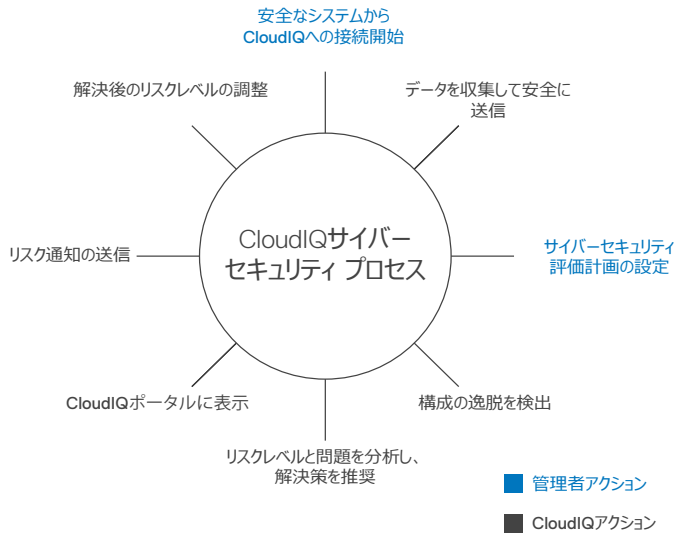 安全なシステムから
CloudIQへの接続開始
データを収集して安全に
送信
サイバーセキュリティ
評価計画の設定
構成の逸脱を検出
リスクレベルと問題を分析し、
解決策を推奨
CloudIQポータルに表示
リスク通知の送信
解決後のリスクレベルの調整
CloudIQサイバー
セキュリティ プロセス
管理者アクション
CloudIQアクション